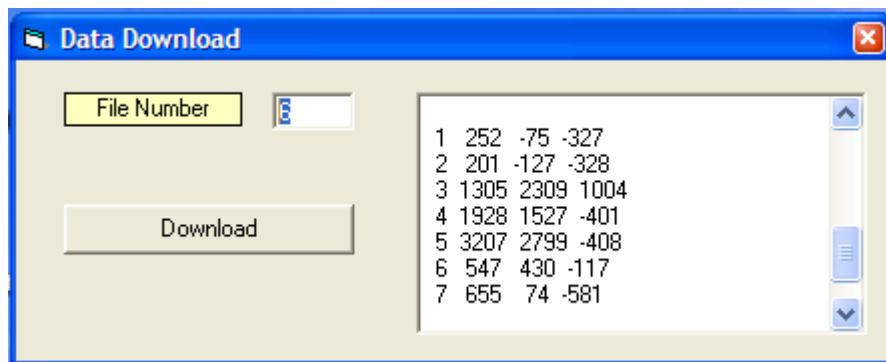 Data Download
File Number 6
Download
1 252 -75 -327
2 201 -127 -328
3 1305 2309 1004
4 1928 1527 -401
5 3207 2799 -408
6 547 430 -117
7 655 74 -581